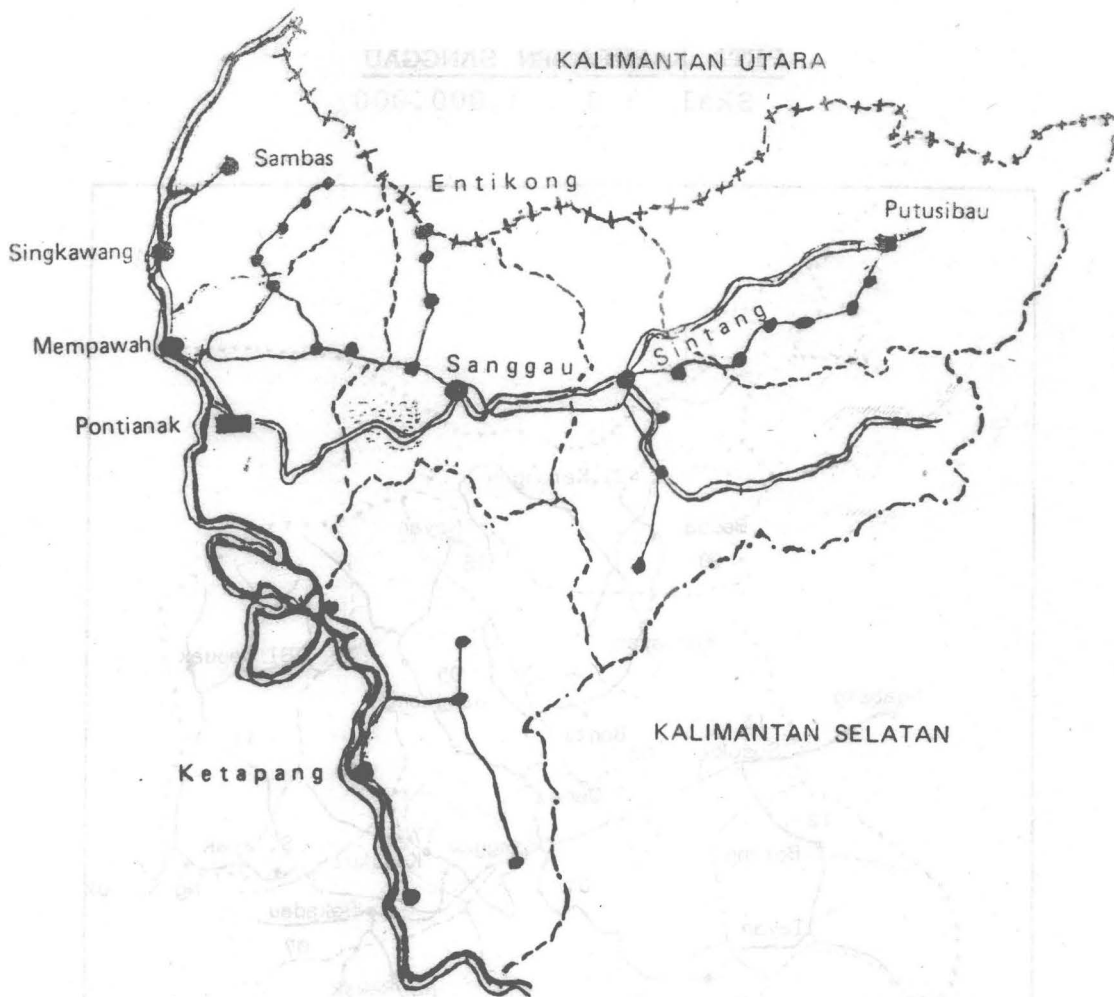 KALIMANTAN UTARA
Sambas
Entikong
Putusibau
Singkawang
Mempawah
Sanggau
Sintang
Pontianak
KALIMANTAN SELATAN
Ketapang